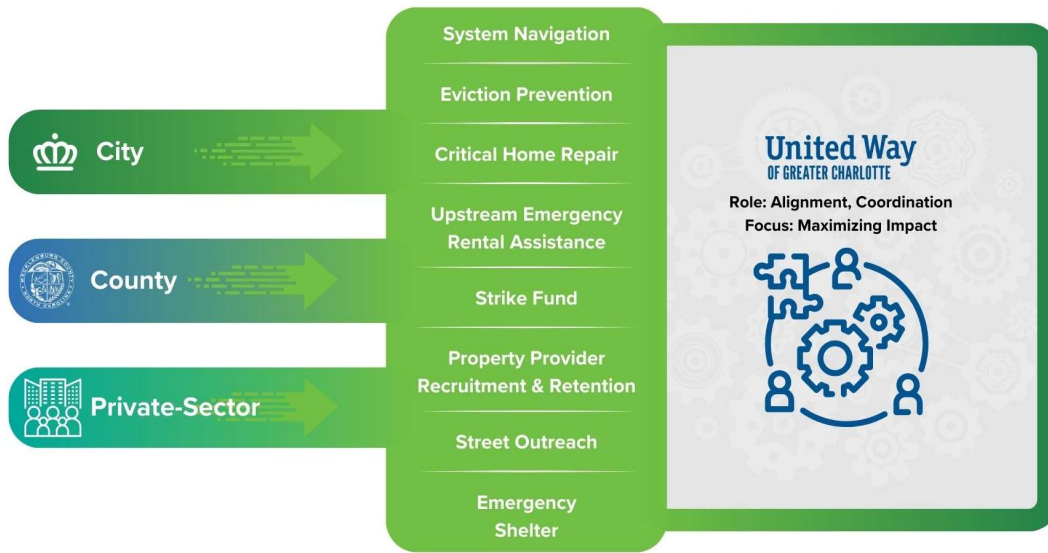 City
County
Private-Sector
System Navigation
Eviction Prevention
Critical Home Repair
Upstream Emergency
Rental Assistance
Strike Fund
Property Provider
Recruitment & Retention
Street Outreach
Emergency
Shelter
United Way
OF GREATER CHARLOTTE
Role: Alignment, Coordination
Focus: Maximizing Impact